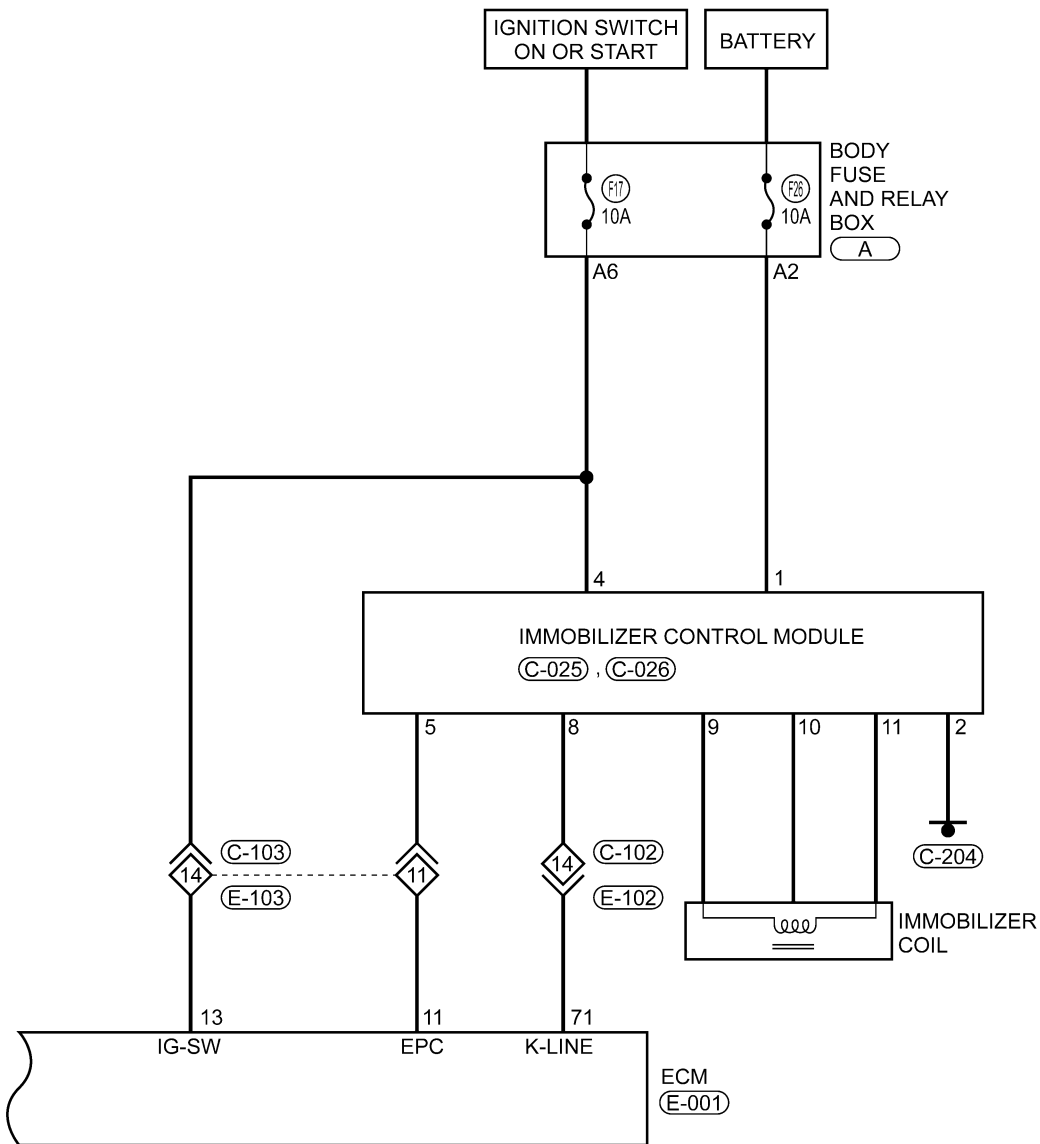 IGNITION SWITCH
ON OR START
BATTERY
BODY
FUSE
AND RELAY
BOX
A
F17
10A
F26
10A
A6
A2
4
1
IMMOBILIZER CONTROL MODULE
C-025 , C-026
5
8
9
10
11
2
C-103
14
E-103
11
C-102
14
E-102
C-204
IMMOBILIZER
COIL
13
11
71
IG-SW
EPC
K-LINE
ECM
E-001